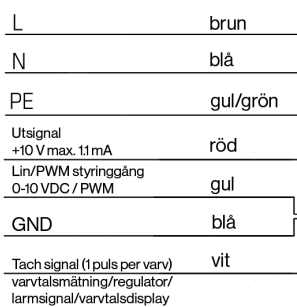 L brun
N blå
PE gul/grön
Utsignal
+10 V max. 1.1 mA röd
Lin/PWM styringgång
0-10 VDC / PWM gul
GND blå
Tach signal (1 puls per varv) vit
varvtalsmätning/regulator/
larmsignal/varvtalsdisplay